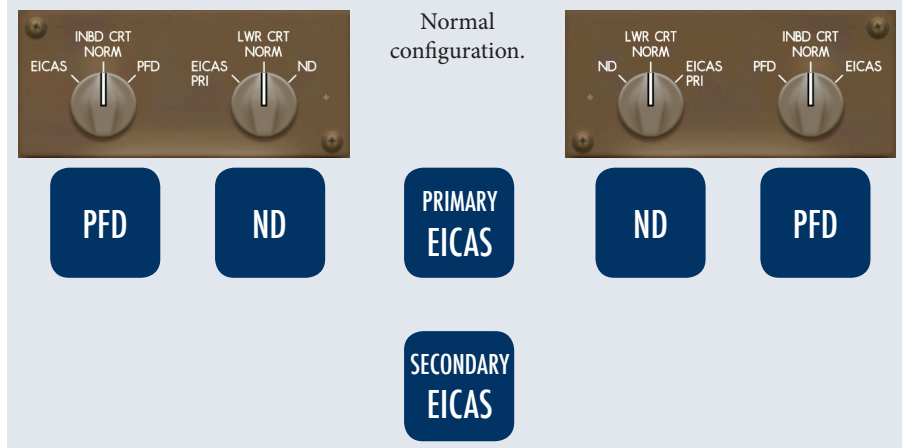 INBD CRT
NORM
EICAS
PFD
LWR CRT
NORM
EICAS
PRI
ND
Normal
configuration.
LWR CRT
NORM
ND
EICAS
PRI
INBD CRT
NORM
PFD
EICAS
PFD
ND
PRIMARY
EICAS
ND
PFD
SECONDARY
EICAS